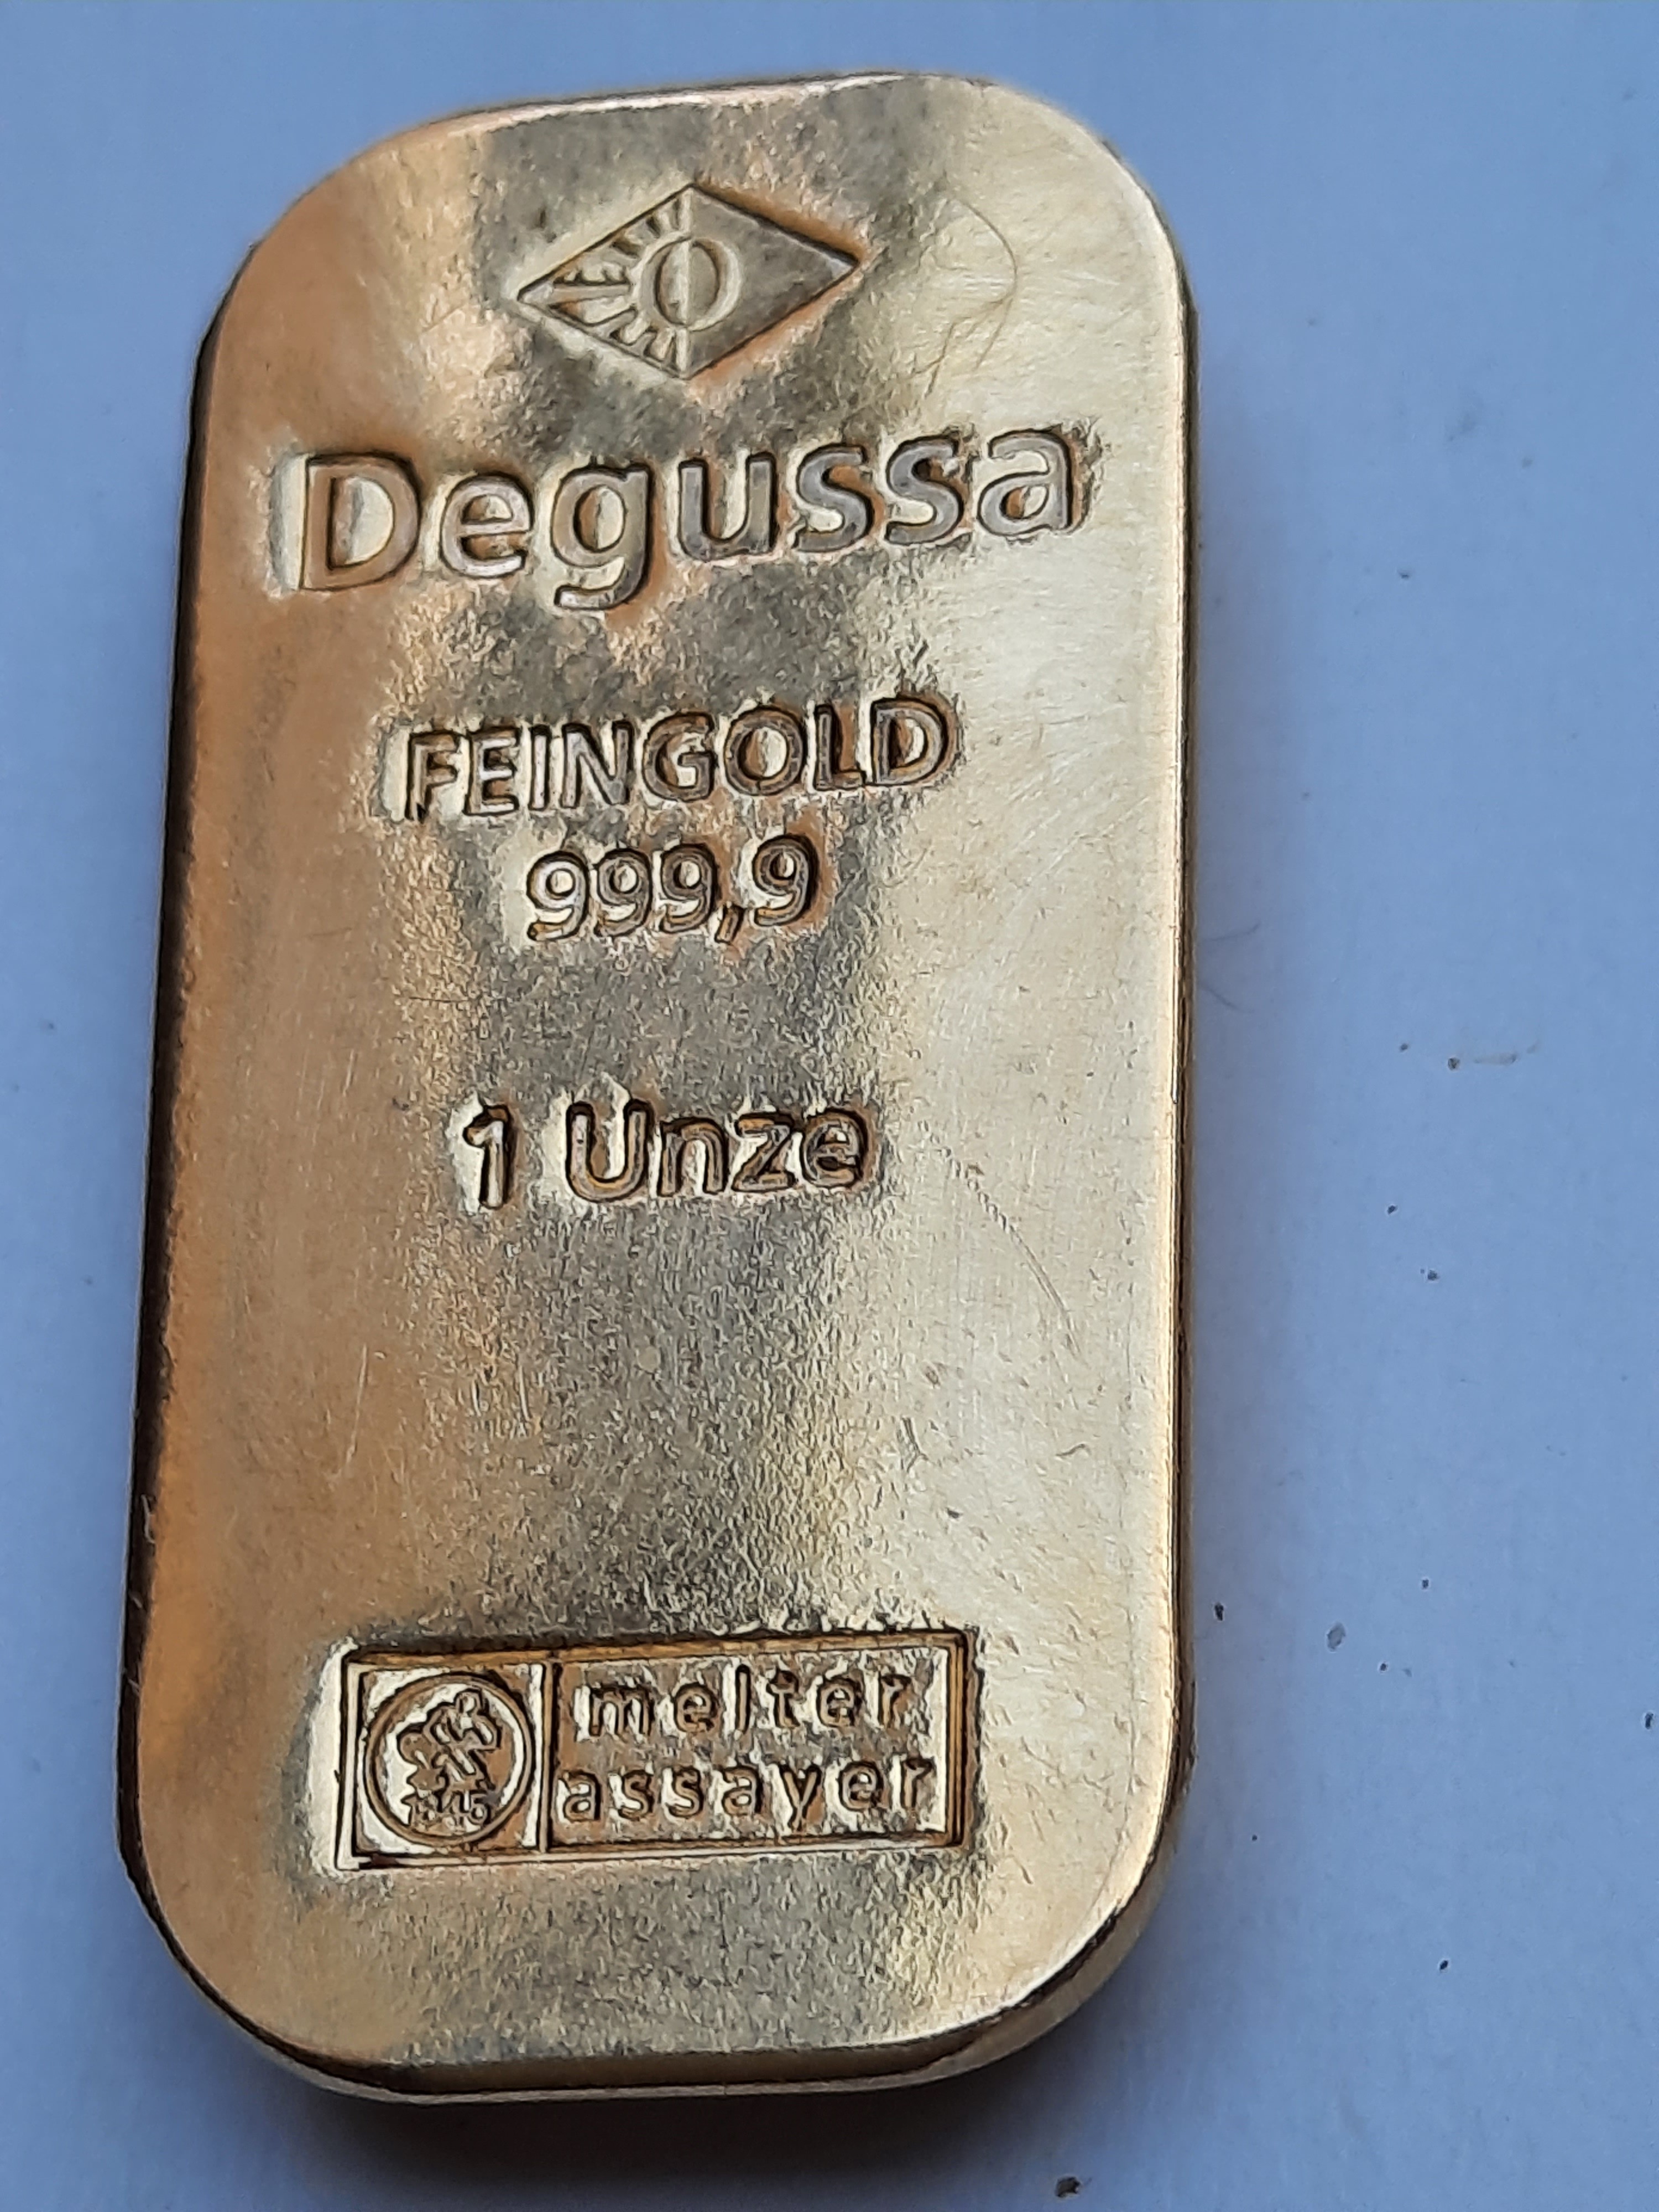 Degussa
FEINGOLD
999,9
1 Unze
melter
assayer